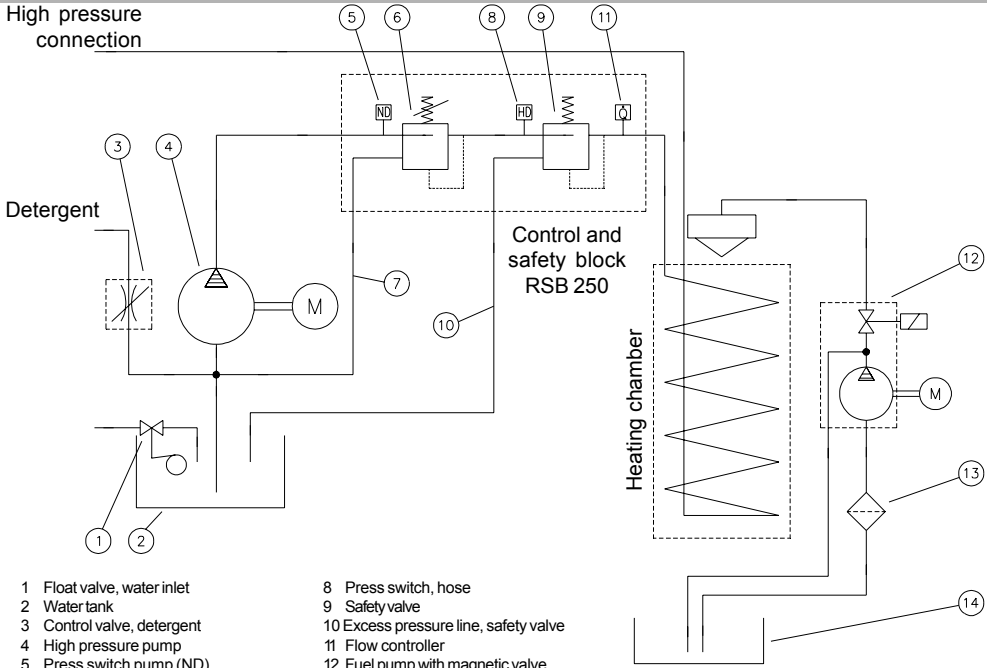 High pressure
connection
5
6
8
9
11
ND
HD
Q
3
4
Detergent
Control and
safety block
RSB 250
12
7
M
10
Heating chamber
M
13
1
2
14
1 Float valve, water inlet
2 Water tank
3 Control valve, detergent
4 High pressure pump
5 Press switch pump (ND)
8 Press switch, hose
9 Safety valve
10 Excess pressure line, safety valve
11 Flow controller
12 Fuel pump with magnetic valve